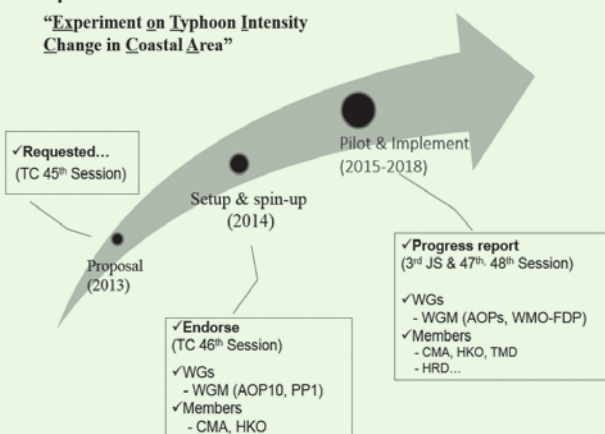 “Experiment on Typhoon Intensity
Change in Coastal Area”
✓Requested…
(TC 45th Session)
Proposal
(2013)
Setup & spin-up
(2014)
Pilot & Implement
(2015-2018)
✓Endorse
(TC 46th Session)
✓WGs
- WGM (AOP10, PP1)
✓Members
- CMA, HKO
✓Progress report
(3rd JS & 47th, 48th Session)
✓WGs
- WGM (AOPs, WMO-FDP)
✓Members
- CMA, HKO, TMD
- HRD…